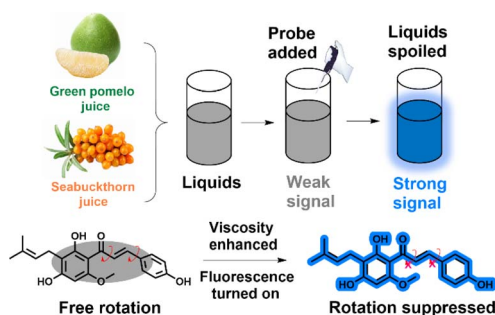 Green pomelo
juice
Seabuckthorn
juice
Liquids
Probe
added
Weak
signal
Liquids
spoiled
Strong
signal
OH
O
HO
O
OH
Free rotation
Viscosity
enhanced
Fluorescence
turned on
OH
O
HO
O
OH
Rotation suppressed